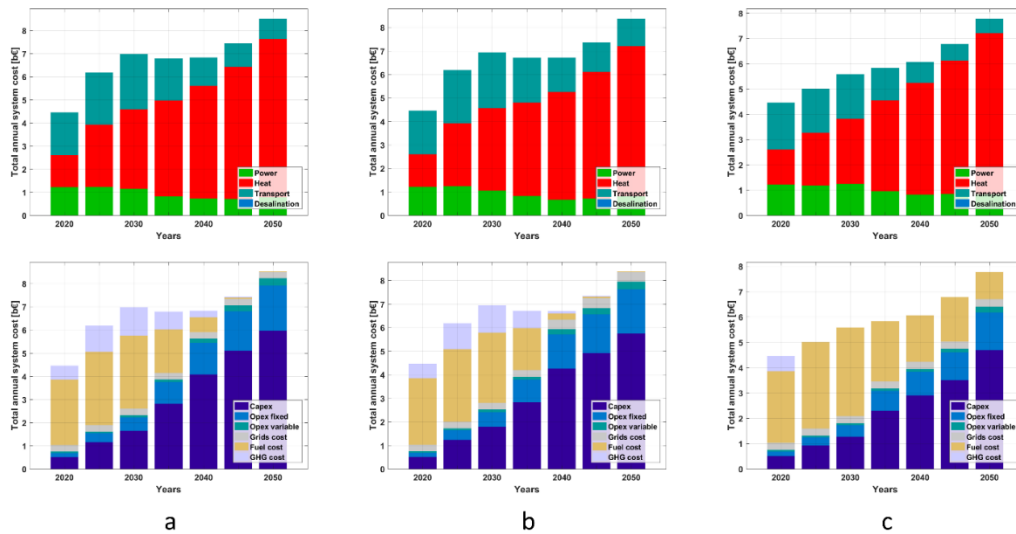 Total annual system cost [b€]
8
7
6
5
4
3
2
1
0
Power
Heat
Transport
Desalination
2020 2030 2040 2050
Years
Total annual system cost [b€]
8
7
6
5
4
3
2
1
0
Power
Heat
Transport
Desalination
2020 2030 2040 2050
Years
Total annual system cost [b€]
8
7
6
5
4
3
2
1
0
Power
Heat
Transport
Desalination
2020 2030 2040 2050
Years
Total annual system cost [b€]
8
7
6
5
4
3
2
1
0
Capex
Opex fixed
Opex variable
Grids cost
Fuel cost
GHG cost
2020 2030 2040 2050
Years
Total annual system cost [b€]
8
7
6
5
4
3
2
1
0
Capex
Opex fixed
Opex variable
Grids cost
Fuel cost
GHG cost
2020 2030 2040 2050
Years
Total annual system cost [b€]
8
7
6
5
4
3
2
1
0
Capex
Opex fixed
Opex variable
Grids cost
Fuel cost
GHG cost
2020 2030 2040 2050
Years
a b c